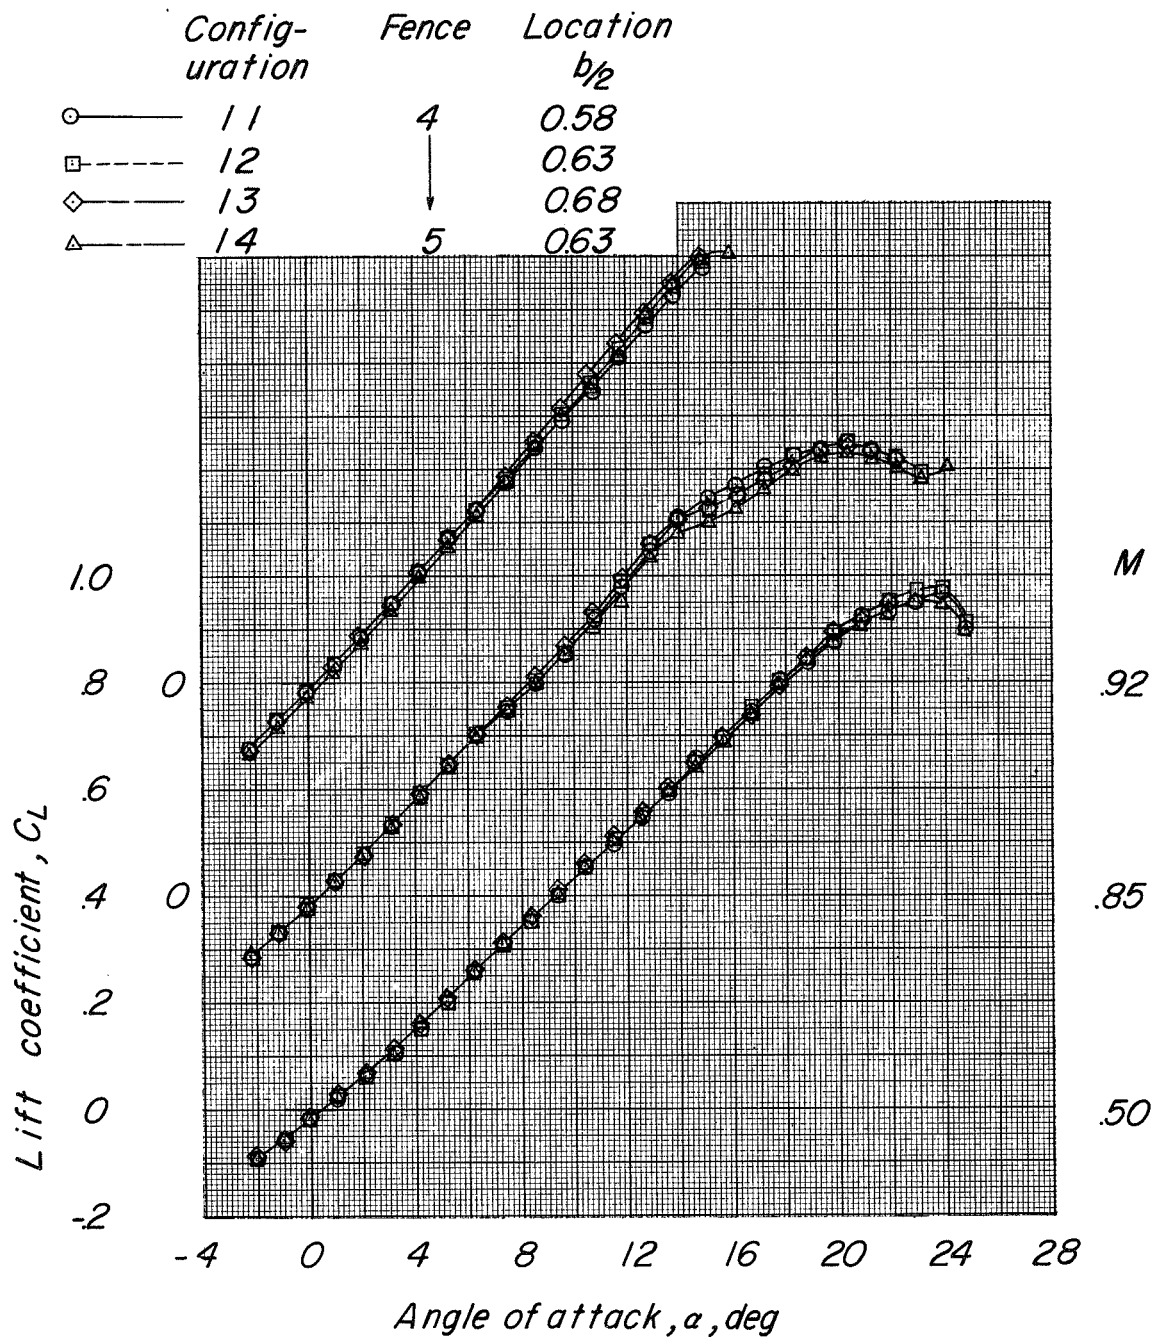 Config- Fence Location
uration b/2
11 4 0.58
12 0.63
13 0.68
14 5 0.63
1.0 M
.8 0 .92
.6
Lift coefficient, CL
.4 0 .85
.2
0 .50
-.2
-4 0 4 8 12 16 20 24 28
Angle of attack, α, deg